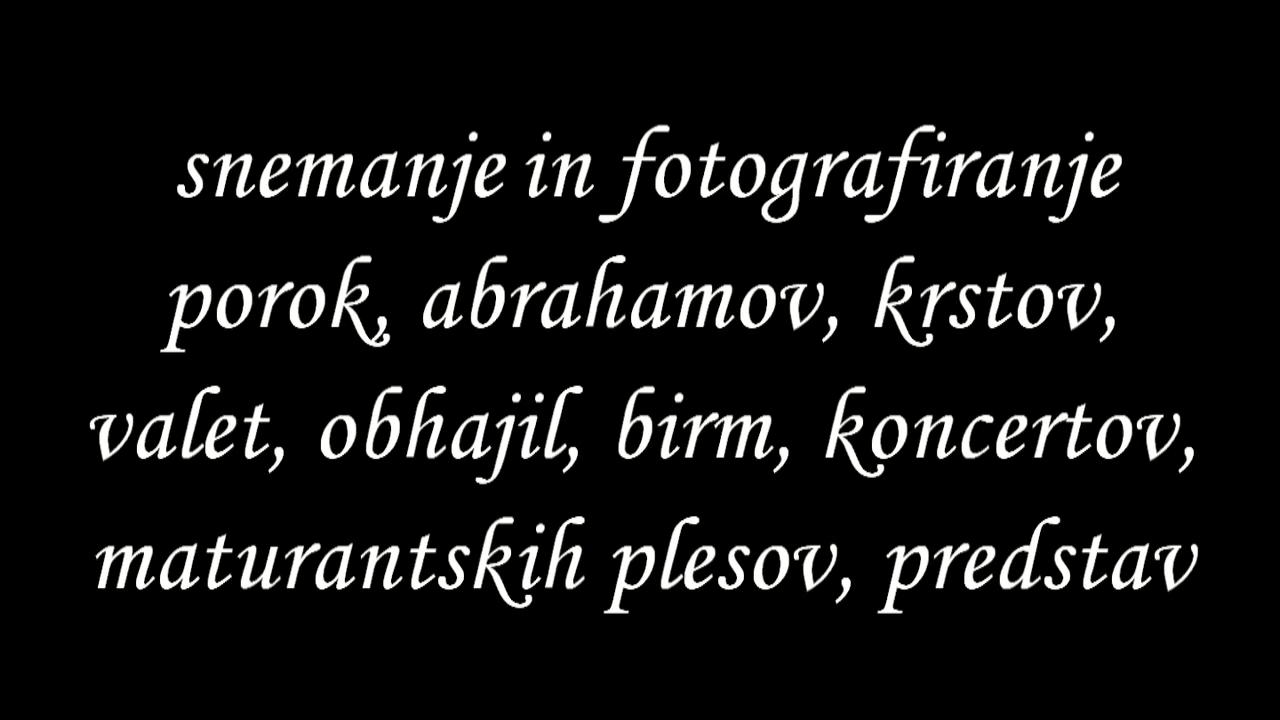 snemanje in fotografiranje
porok, abrahamov, krstov,
valet, obhajil, birm, koncertov,
maturantskih plesov, predstav